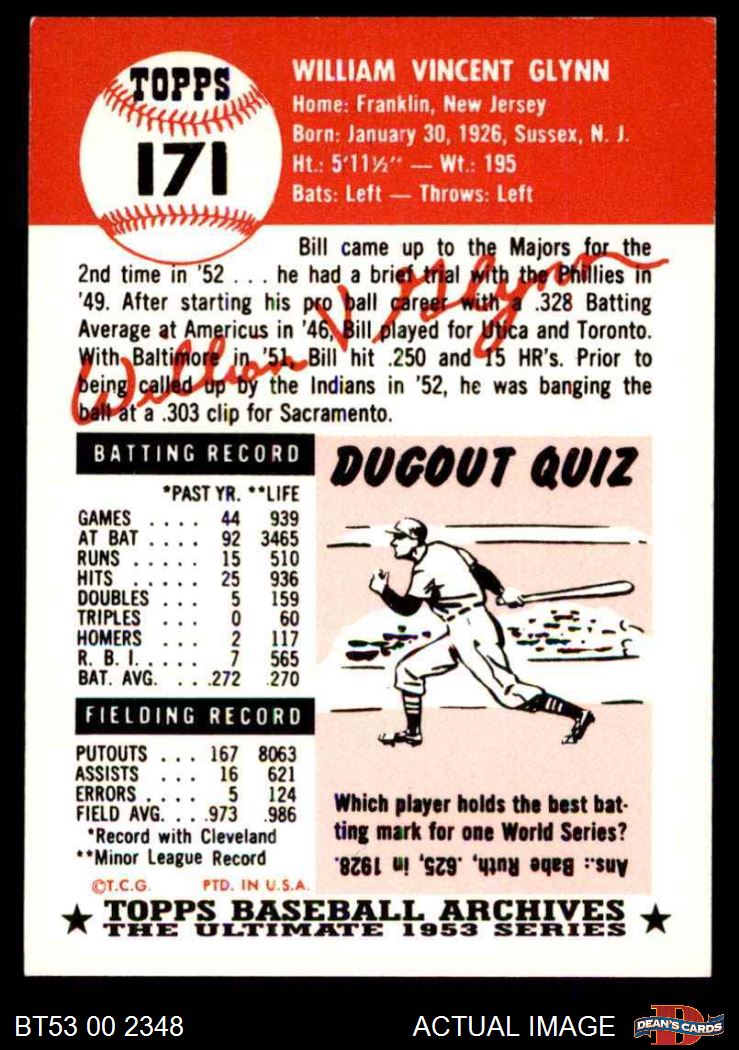 TOPPS
171
WILLIAM VINCENT GLYNN
Home: Franklin, New Jersey
Born: January 30, 1926, Sussex, N. J.
Ht.: 5'11½" — Wt.: 195
Bats: Left — Throws: Left
Bill came up to the Majors for the
2nd time in '52 . . . he had a brief trial with the Phillies in
'49. After starting his pro ball career with a .328 Batting
Average at Americus in '46, Bill played for Utica and Toronto.
With Baltimore in '51, Bill hit .250 and 15 HR's. Prior to
being called up by the Indians in '52, he was banging the
ball at a .303 clip for Sacramento.
William V Glynn
BATTING RECORD
*PAST YR. **LIFE
GAMES . . . . 44 939
AT BAT . . . . 92 3465
RUNS . . . . . 15 510
HITS . . . . . 25 936
DOUBLES . . . 5 159
TRIPLES . . . 0 60
HOMERS . . . 2 117
R. B. I. . . . . . 7 565
BAT. AVG. . . .272 .270
FIELDING RECORD
PUTOUTS . . . 167 8063
ASSISTS . . . . 16 621
ERRORS . . . . 5 124
FIELD AVG. . . .973 .986
*Record with Cleveland
**Minor League Record
©T.C.G. PTD. IN U.S.A.
DUGOUT QUIZ
Which player holds the best bat-
ting mark for one World Series?
Ans.: Babe Ruth, .625, in 1928.
★ TOPPS BASEBALL ARCHIVES ★
THE ULTIMATE 1953 SERIES
BT53 00 2348
ACTUAL IMAGE
D
DEAN'S CARDS